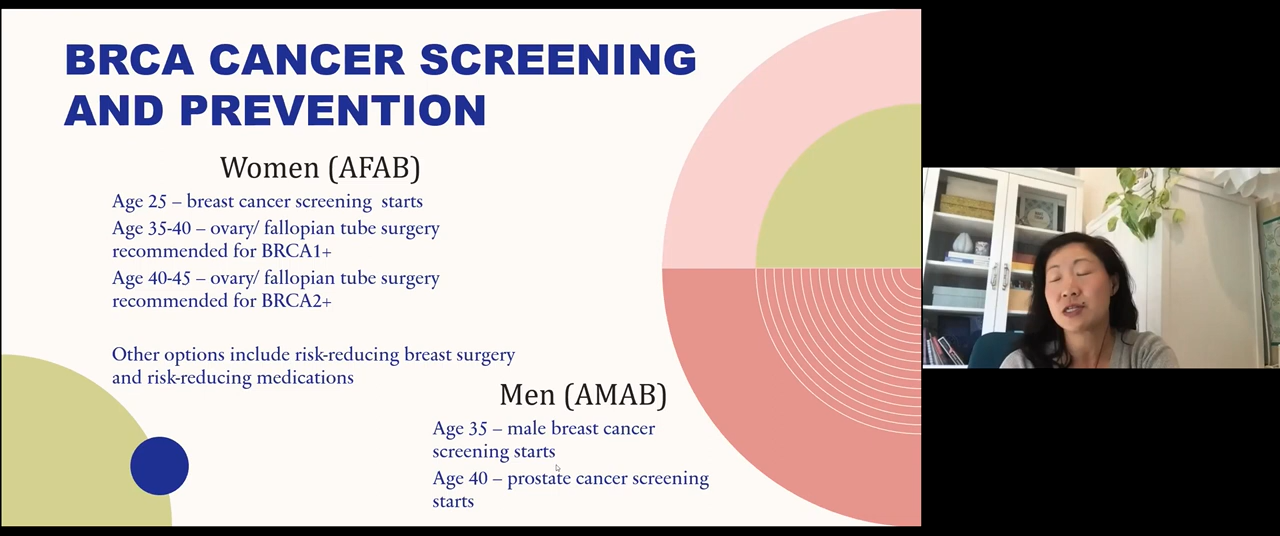 BRCA CANCER SCREENING
AND PREVENTION
Women (AFAB)
Age 25 – breast cancer screening starts
Age 35-40 – ovary/ fallopian tube surgery
recommended for BRCA1+
Age 40-45 – ovary/ fallopian tube surgery
recommended for BRCA2+
Other options include risk-reducing breast surgery
and risk-reducing medications
Men (AMAB)
Age 35 – male breast cancer
screening starts
Age 40 – prostate cancer screening
starts